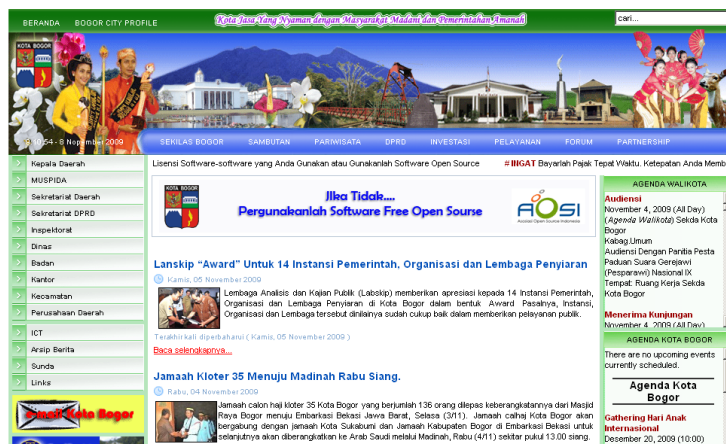 BERANDA BOGOR CITY PROFILE
Kota Jasa Yang Nyaman dengan Masyarakat Madani dan Pemerintahan Amanah
cari...
KOTA BOGOR
10:54 - 8 Nopember 2009
SEKILAS BOGOR SAMBUTAN PARIWISATA DPRD INVESTASI PELAYANAN FORUM PARTNERSHIP
Kepala Daerah
MUSPIDA
Sekretariat Daerah
Sekretariat DPRD
Inspektorat
Dinas
Badan
Kantor
Kecamatan
Perusahaan Daerah
ICT
Arsip Berita
Sunda
Links
e-mail Kota Bogor
Lisensi Software-software yang Anda Gunakan atau Gunakanlah Software Open Source # INGAT Bayarlah Pajak Tepat Waktu. Ketepatan Anda Memb
KOTA BOGOR
JIka Tidak....
Pergunakanlah Software Free Open Sourse
AOSI
Asosiasi Open Source Indonesia
Lanskip “Award” Untuk 14 Instansi Pemerintah, Organisasi dan Lembaga Penyiaran
Kamis, 05 November 2009
Lembaga Analisis dan Kajian Publik (Labskip) memberikan apresiasi kepada 14 Instansi Pemerintah,
Organisasi dan Lembaga Penyiaran di Kota Bogor dalam bentuk Award Pasalnya, Instansi,
Organisasi dan Lembaga tersebut dinilainya sudah cukup baik dalam memberikan pelayanan publik.
Terakhir kali diperbaharui ( Kamis, 05 November 2009 )
Baca selengkapnya...
Jamaah Kloter 35 Menuju Madinah Rabu Siang.
Rabu, 04 November 2009
Jamaah calon haji kloter 35 Kota Bogor yang berjumlah 136 orang dilepas keberangkatannya dari Masjid
Raya Bogor menuju Embarkasi Bekasi Jawa Barat, Selasa (3/11). Jamaah calhaj Kota Bogor akan
bergabung dengan jamaah Kota Sukabumi dan Jamaah Kabupaten Bogor di Embarkasi Bekasi untuk
selanjutnya akan diberangkatkan ke Arab Saudi melalui Madinah, Rabu (4/11) sekitar pukul 13.00 siang.
AGENDA WALIKOTA
Audiensi
November 4, 2009 (All Day)
(Agenda Walikota) Sekda Kota
Bogor
Kabag.Umum
Audiensi Dengan Panitia Pesta
Paduan Suara Gerejawi
(Pesparawi) Nasional IX
Tempat: Ruang Kerja Sekda
Kota Bogor
Menerima Kunjungan
November 4, 2009 (All Day)
AGENDA KOTA BOGOR
There are no upcoming events
currently scheduled.
Agenda Kota
Bogor
Gathering Hari Anak
Internasional
Desember 20, 2009 (10:00)